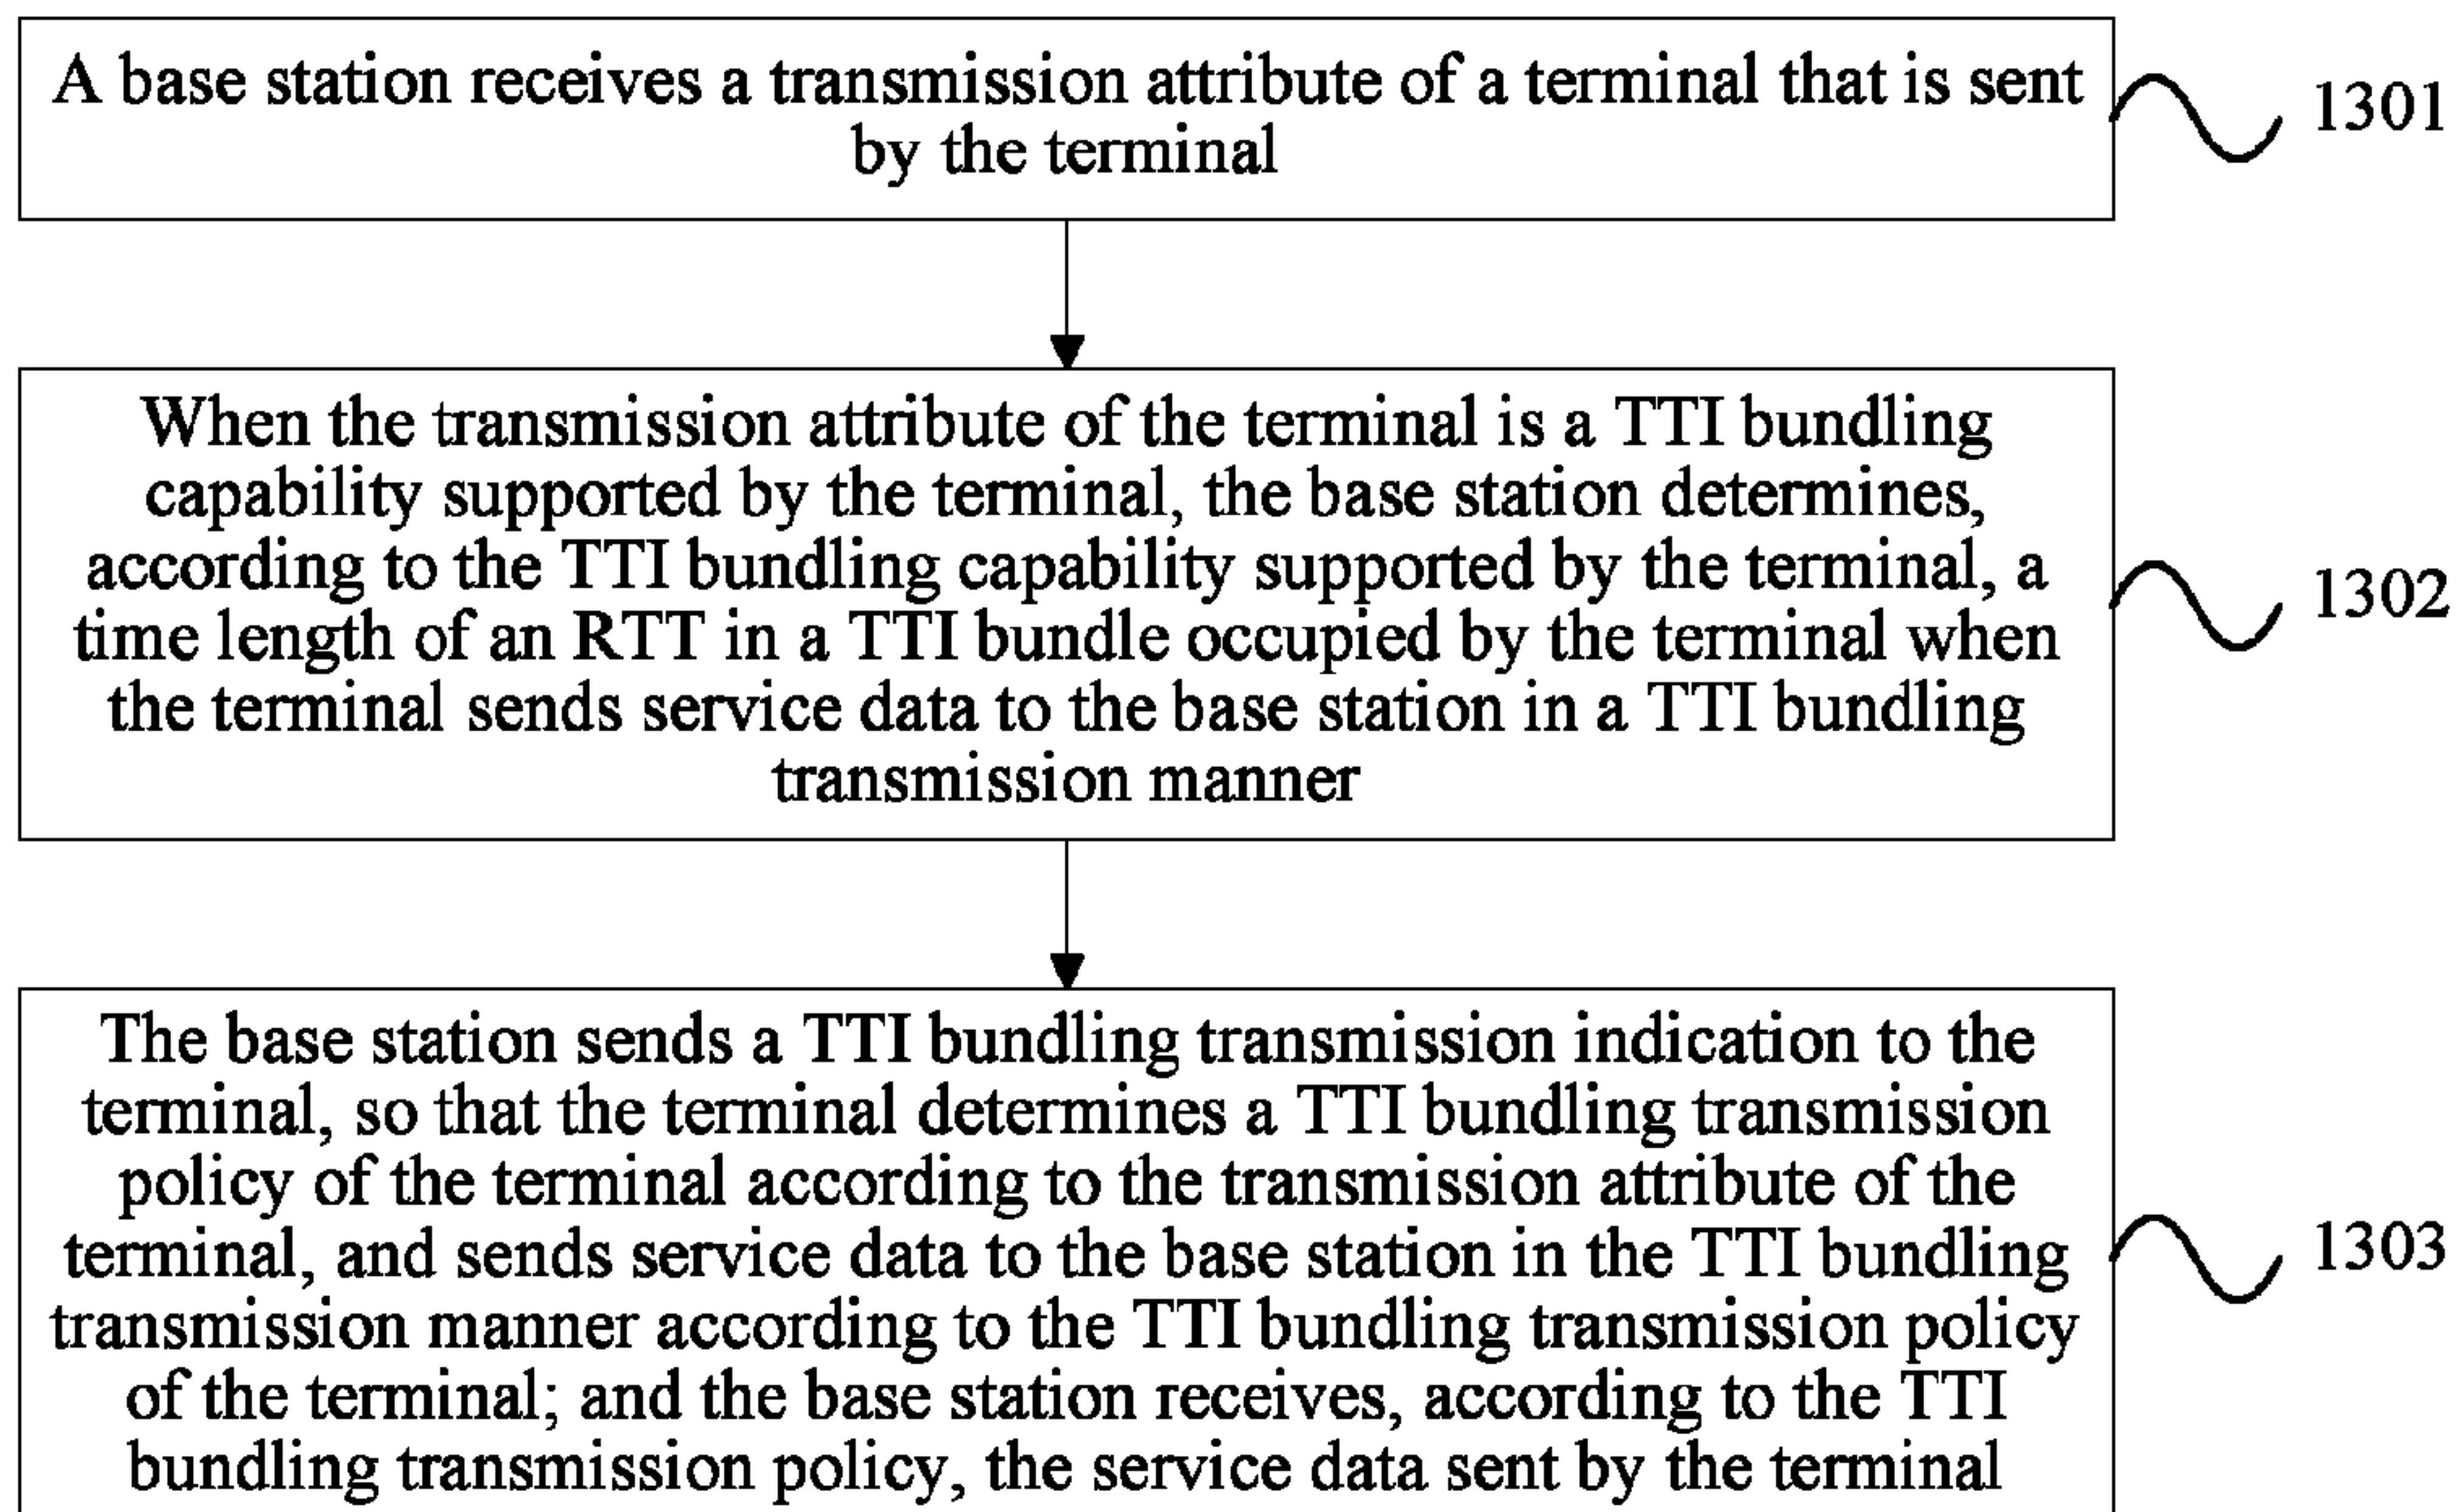 A base station receives a transmission attribute of a terminal that is sent
by the terminal
1301
When the transmission attribute of the terminal is a TTI bundling
capability supported by the terminal, the base station determines,
according to the TTI bundling capability supported by the terminal, a
time length of an RTT in a TTI bundle occupied by the terminal when
the terminal sends service data to the base station in a TTI bundling
transmission manner
1302
The base station sends a TTI bundling transmission indication to the
terminal, so that the terminal determines a TTI bundling transmission
policy of the terminal according to the transmission attribute of the
terminal, and sends service data to the base station in the TTI bundling
transmission manner according to the TTI bundling transmission policy
of the terminal; and the base station receives, according to the TTI
bundling transmission policy, the service data sent by the terminal
1303